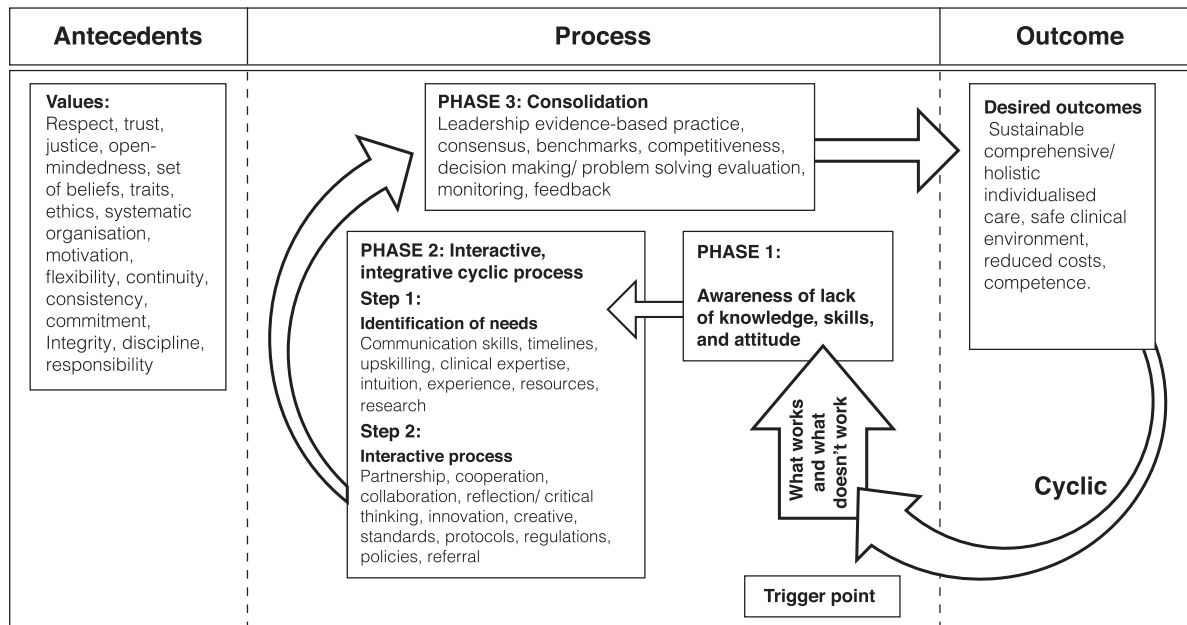 Antecedents
Process
Outcome
Values:
Respect, trust,
justice, open-
mindedness, set
of beliefs, traits,
ethics, systematic
organisation,
motivation,
flexibility, continuity,
consistency,
commitment,
Integrity, discipline,
responsibility
PHASE 3: Consolidation
Leadership evidence-based practice,
consensus, benchmarks, competitiveness,
decision making/ problem solving evaluation,
monitoring, feedback
PHASE 2: Interactive,
integrative cyclic process
Step 1:
Identification of needs
Communication skills, timelines,
upskilling, clinical expertise,
intuition, experience, resources,
research
Step 2:
Interactive process
Partnership, cooperation,
collaboration, reflection/ critical
thinking, innovation, creative,
standards, protocols, regulations,
policies, referral
PHASE 1:
Awareness of lack
of knowledge, skills,
and attitude
What works
and what
doesn't work
Trigger point
Desired outcomes
Sustainable
comprehensive/
holistic
individualised
care, safe clinical
environment,
reduced costs,
competence.
Cyclic